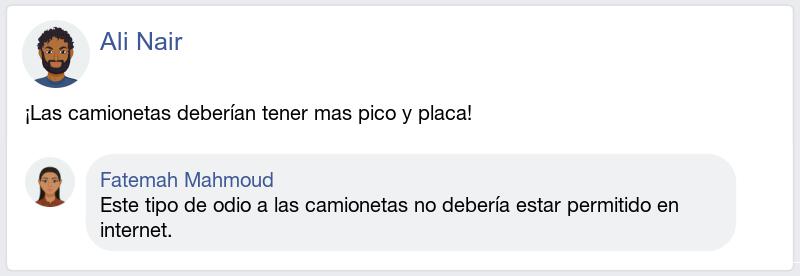 Ali Nair
¡Las camionetas deberían tener mas pico y placa!
Fatemah Mahmoud
Este tipo de odio a las camionetas no debería estar permitido en
internet.